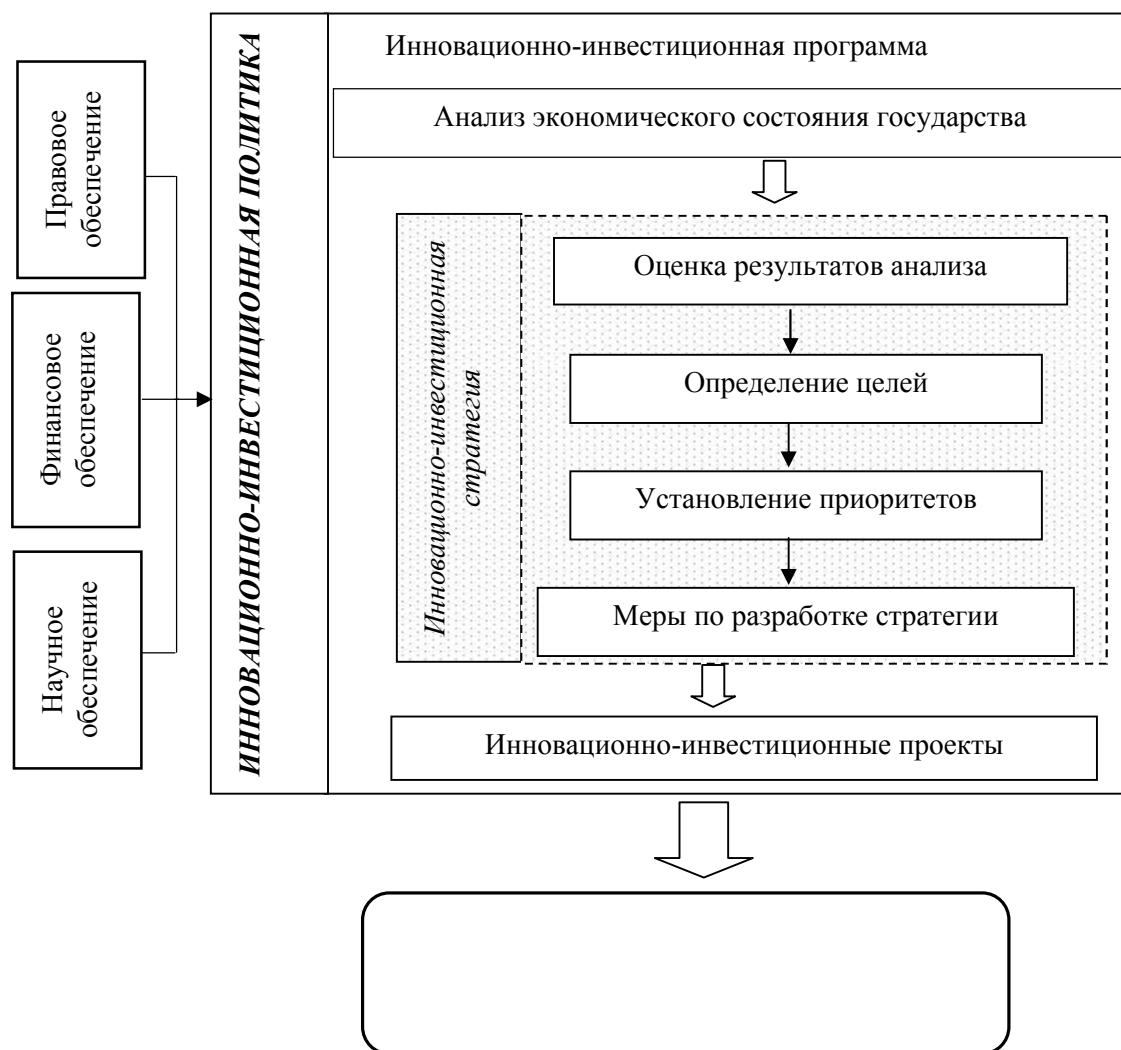 Правовое
обеспечение
Финансовое
обеспечение
Научное
обеспечение
ИННОВАЦИОННО-ИНВЕСТИЦИОННАЯ ПОЛИТИКА
Инновационно-инвестиционная программа
Анализ экономического состояния государства
Инновационно-инвестиционная
стратегия
Оценка результатов анализа
Определение целей
Установление приоритетов
Меры по разработке стратегии
Инновационно-инвестиционные проекты